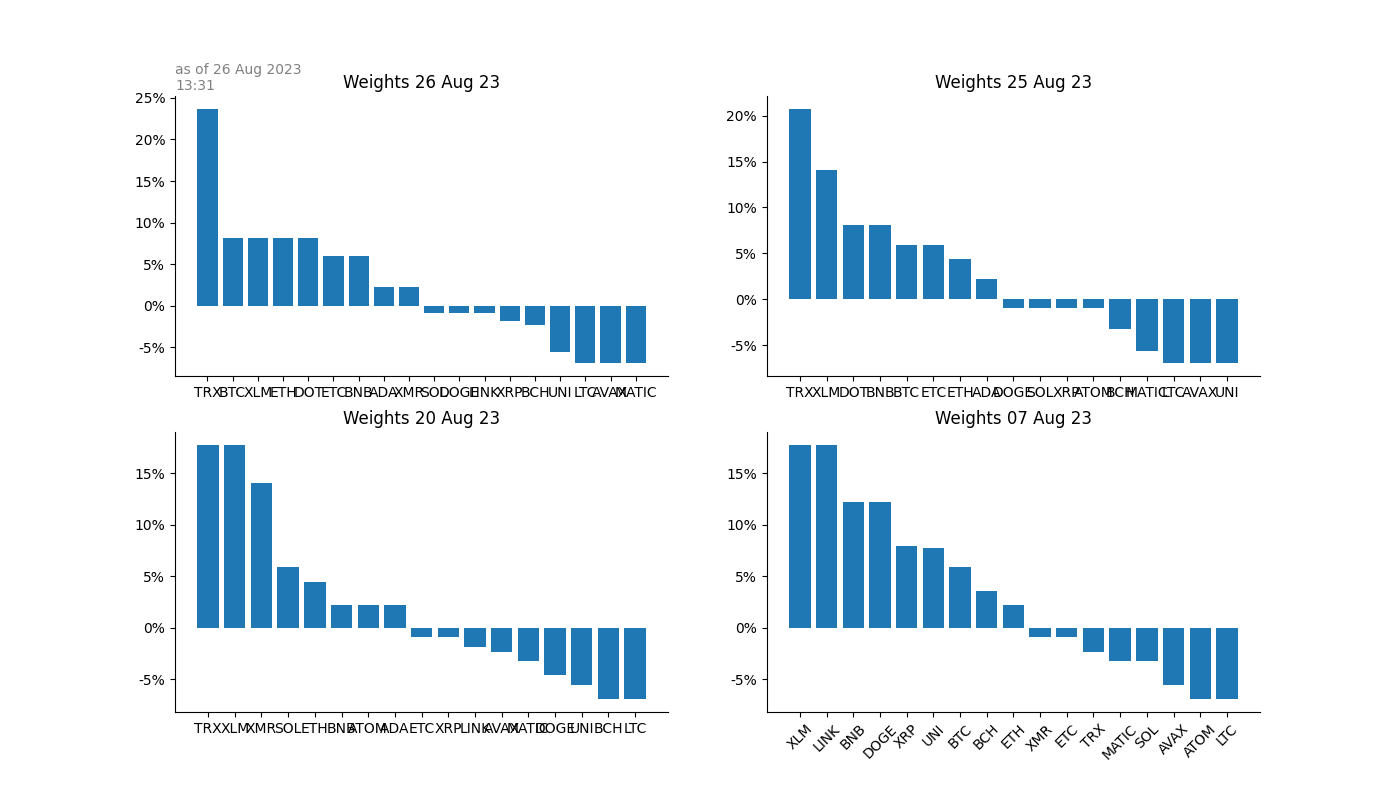 as of 26 Aug 2023
13:31
Weights 26 Aug 23
25%
20%
15%
10%
5%
0%
-5%
TRX BTC XLM ETH DOT ETC BNB ADA XMR SOL DOGE LINK XRP BCH UNI LTC AVAX MATIC
Weights 25 Aug 23
20%
15%
10%
5%
0%
-5%
TRX XLM DOT BNB BTC ETC ETH ADA DOGE SOL XRP ATOM BCH MATIC LTC AVAX UNI
Weights 20 Aug 23
15%
10%
5%
0%
-5%
TRX XLM XMR SOL ETH BNB ATOM ADA ETC XRP LINK AVAX MATIC DOGE UNI BCH LTC
Weights 07 Aug 23
15%
10%
5%
0%
-5%
XLM LINK BNB DOGE XRP UNI BTC BCH ETH XMR ETC TRX MATIC SOL AVAX ATOM LTC